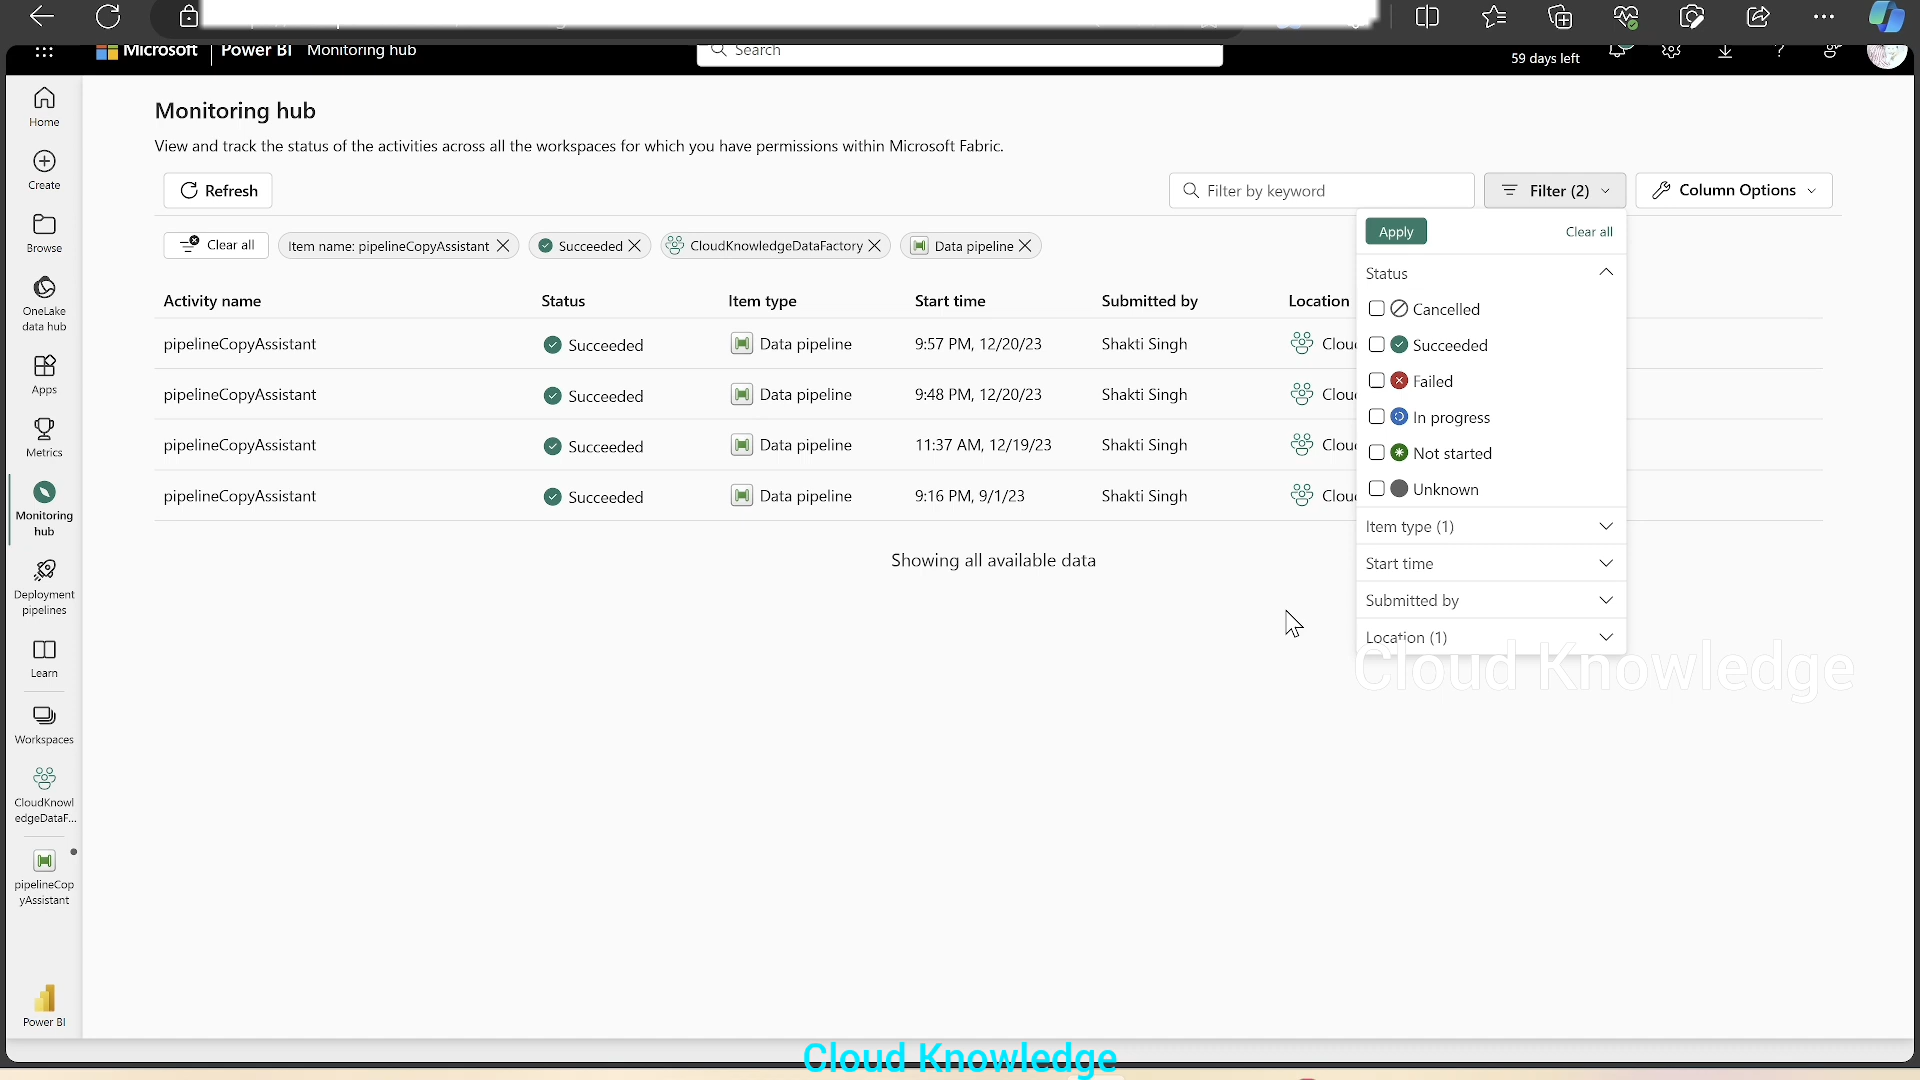 Microsoft Power BI Monitoring hub
Search
59 days left
Home
Create
Browse
OneLake
data hub
Apps
Metrics
Monitoring
hub
Deployment
pipelines
Learn
Workspaces
CloudKnowl
edgeDataF...
pipelineCop
yAssistant
Power BI
Monitoring hub
View and track the status of the activities across all the workspaces for which you have permissions within Microsoft Fabric.
Refresh
Filter by keyword
Filter (2)
Column Options
Clear all
Item name: pipelineCopyAssistant
Succeeded
CloudKnowledgeDataFactory
Data pipeline
Activity name Status Item type Start time Submitted by Location
pipelineCopyAssistant Succeeded Data pipeline 9:57 PM, 12/20/23 Shakti Singh
pipelineCopyAssistant Succeeded Data pipeline 9:48 PM, 12/20/23 Shakti Singh
pipelineCopyAssistant Succeeded Data pipeline 11:37 AM, 12/19/23 Shakti Singh
pipelineCopyAssistant Succeeded Data pipeline 9:16 PM, 9/1/23 Shakti Singh
Showing all available data
Apply
Clear all
Status
Cancelled
Succeeded
Failed
In progress
Not started
Unknown
Item type (1)
Start time
Submitted by
Location (1)
Cloud Knowledge
Cloud Knowledge